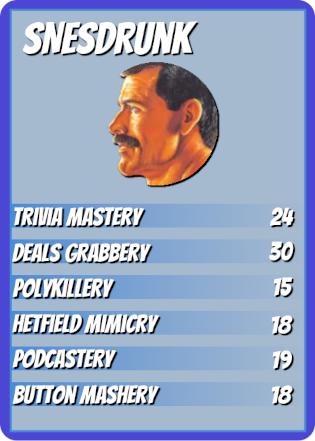 SNESDRUNK
TRIVIA MASTERY 24
DEALS GRABBERY 30
POLYKILLERY 15
HETFIELD MIMICRY 18
PODCASTERY 19
BUTTON MASHERY 18